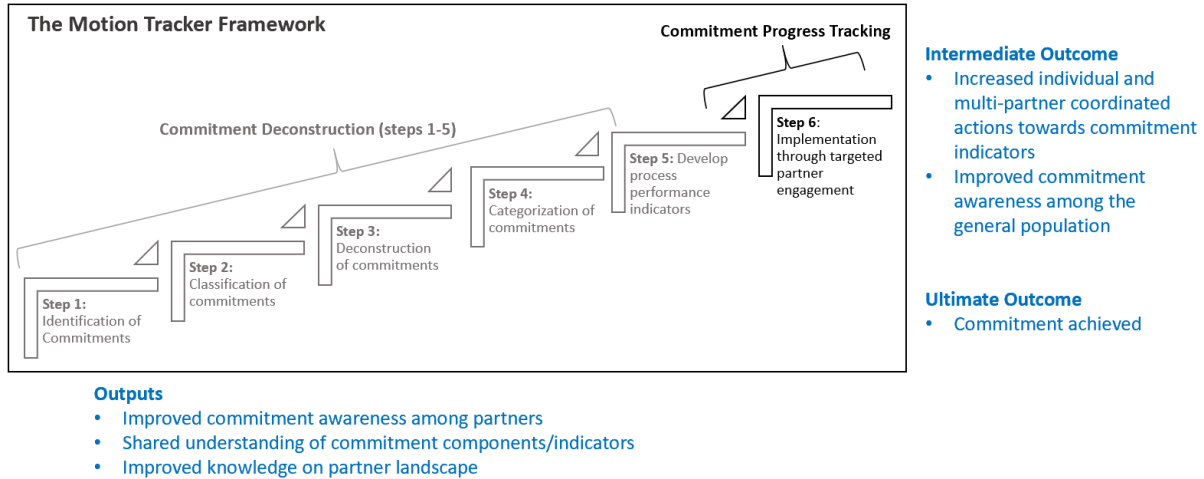 The Motion Tracker Framework
Commitment Progress Tracking
Commitment Deconstruction (steps 1-5)
Step 1:
Identification of
Commitments
Step 2:
Classification of
commitments
Step 3:
Deconstruction
of commitments
Step 4:
Categorization of
commitments
Step 5: Develop
process
performance
indicators
Step 6:
Implementation
through targeted
partner
engagement
Intermediate Outcome
• Increased individual and
multi-partner coordinated
actions towards commitment
indicators
• Improved commitment
awareness among the
general population
Ultimate Outcome
• Commitment achieved
Outputs
• Improved commitment awareness among partners
• Shared understanding of commitment components/indicators
• Improved knowledge on partner landscape